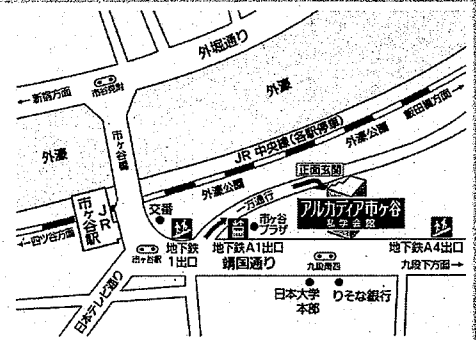 外堀通り
市谷見附
←新宿方面
飯田橋方面→
外濠
市ヶ谷橋
外濠
JR 中央線(各駅停車)
外濠公園
外濠公園
正面玄関
一方通行
アルカディア市ヶ谷
私学会館
交番
市ヶ谷プラザ
JR
市ヶ谷駅
←四ツ谷方面
市ヶ谷駅
地下鉄
1出口
地下鉄A1出口
地下鉄A4出口
靖国通り
九段南四
九段下方面→
日本大学
本部
りそな銀行
日本テレビ通り